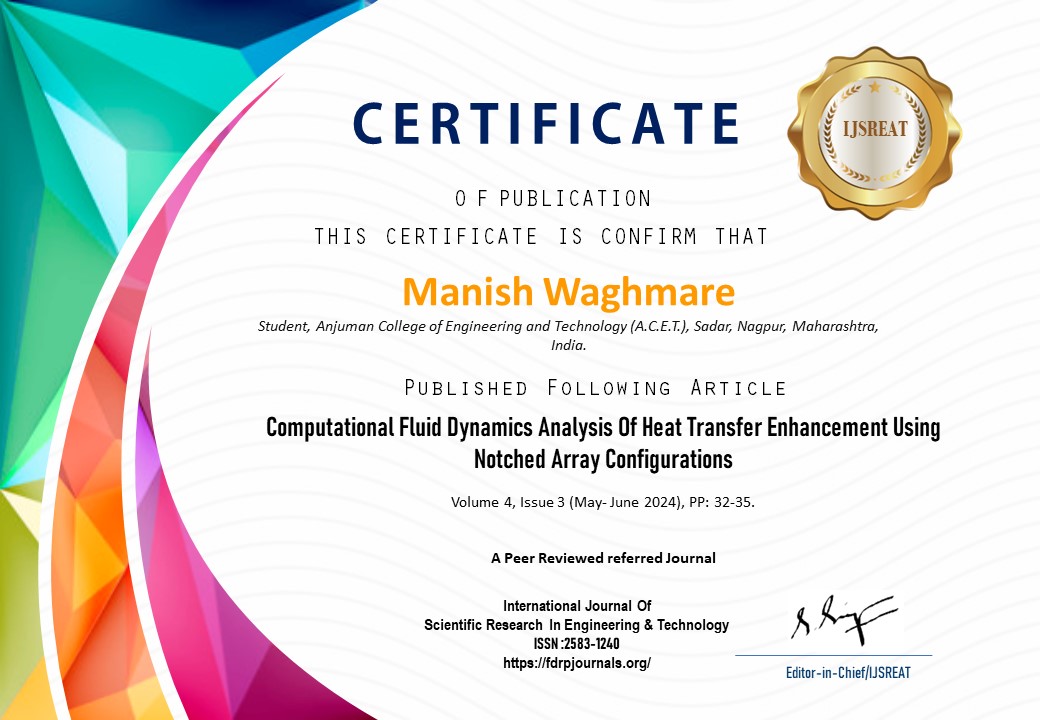 CERTIFICATE
IJSREAT
O F PUBLICATION
THIS CERTIFICATE IS CONFIRM THAT
Manish Waghmare
Student, Anjuman College of Engineering and Technology (A.C.E.T.), Sadar, Nagpur, Maharashtra,
India.
PUBLISHED FOLLOWING ARTICLE
Computational Fluid Dynamics Analysis Of Heat Transfer Enhancement Using
Notched Array Configurations
Volume 4, Issue 3 (May- June 2024), PP: 32-35.
A Peer Reviewed referred Journal
International Journal Of
Scientific Research In Engineering & Technology
ISSN :2583-1240
https://fdrpjournals.org/
Editor-in-Chief/IJSREAT